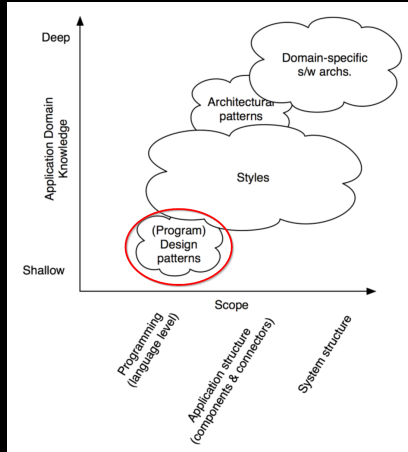 Deep
Domain-specific
s/w archs.
Architectural
patterns
Application Domain
Knowledge
Styles
(Program)
Design
patterns
Shallow
Scope
Programming
(language level)
Application structure
(components & connectors)
System structure